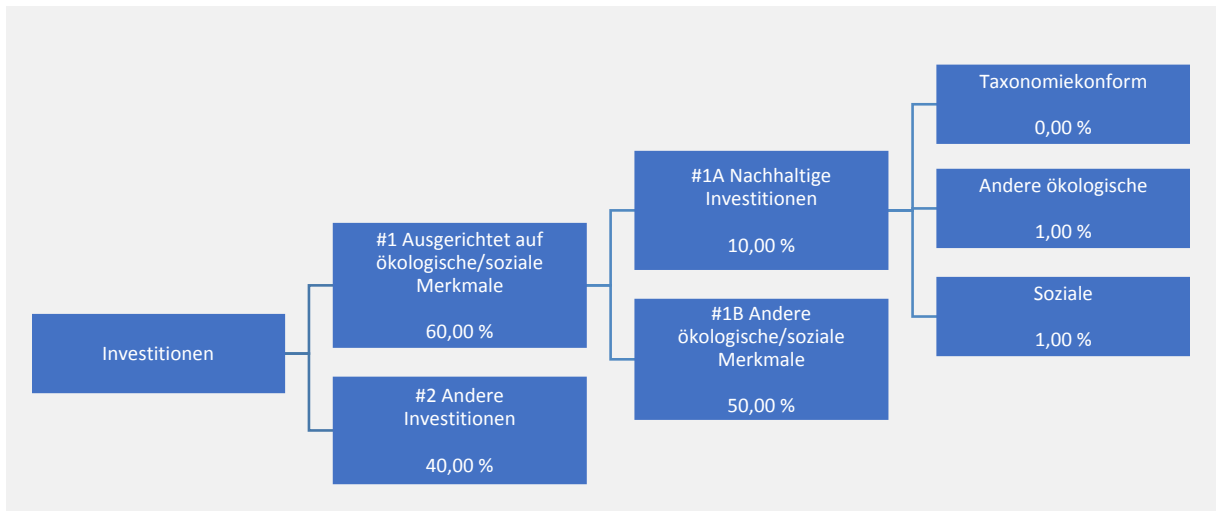 Investitionen
#1 Ausgerichtet auf
ökologische/soziale
Merkmale
60,00 %
#2 Andere
Investitionen
40,00 %
#1A Nachhaltige
Investitionen
10,00 %
#1B Andere
ökologische/soziale
Merkmale
50,00 %
Taxonomiekonform
0,00 %
Andere ökologische
1,00 %
Soziale
1,00 %